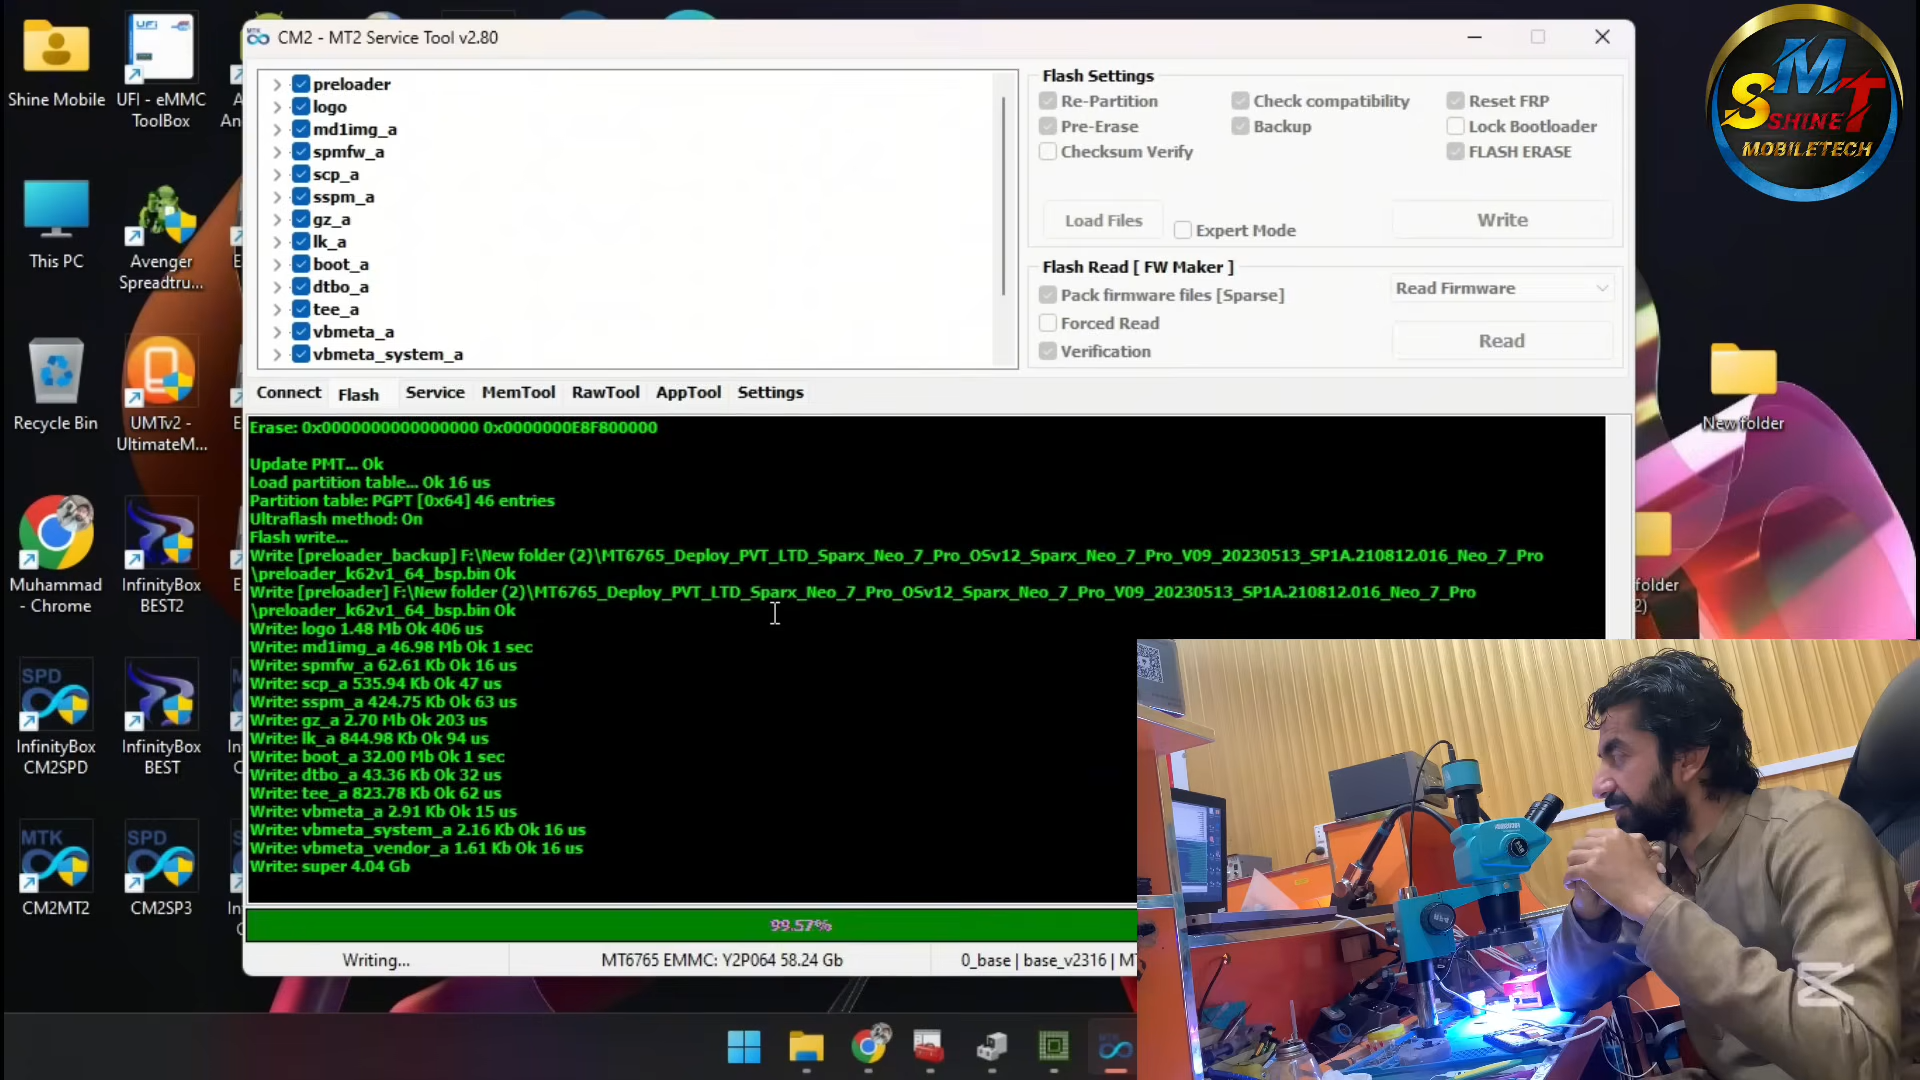 CM2 - MT2 Service Tool v2.80
preloader
logo
md1img_a
spmfw_a
scp_a
sspm_a
gz_a
lk_a
boot_a
dtbo_a
tee_a
vbmeta_a
vbmeta_system_a
Flash Settings
Re-Partition
Check compatibility
Reset FRP
Pre-Erase
Backup
Lock Bootloader
Checksum Verify
FLASH ERASE
Load Files
Expert Mode
Write
Flash Read [ FW Maker ]
Pack firmware files [Sparse]
Read Firmware
Forced Read
Read
Verification
Connect
Flash
Service
MemTool
RawTool
AppTool
Settings
Erase: 0x0000000000000000 0x0000000E8F800000
Update PMT... Ok
Load partition table... Ok 16 us
Partition table: PGPT [0x64] 46 entries
Ultraflash method: On
Flash write...
Write [preloader_backup] F:\New folder (2)\MT6765_Deploy_PVT_LTD_Sparx_Neo_7_Pro_OSv12_Sparx_Neo_7_Pro_V09_20230513_SP1A.210812.016_Neo_7_Pro
\preloader_k62v1_64_bsp.bin Ok
Write [preloader] F:\New folder (2)\MT6765_Deploy_PVT_LTD_Sparx_Neo_7_Pro_OSv12_Sparx_Neo_7_Pro_V09_20230513_SP1A.210812.016_Neo_7_Pro
\preloader_k62v1_64_bsp.bin Ok
Write: logo 1.48 Mb Ok 406 us
Write: md1img_a 46.98 Mb Ok 1 sec
Write: spmfw_a 62.61 Kb Ok 16 us
Write: scp_a 535.94 Kb Ok 47 us
Write: sspm_a 424.75 Kb Ok 63 us
Write: gz_a 2.70 Mb Ok 203 us
Write: lk_a 844.98 Kb Ok 94 us
Write: boot_a 32.00 Mb Ok 1 sec
Write: dtbo_a 43.36 Kb Ok 32 us
Write: tee_a 823.78 Kb Ok 62 us
Write: vbmeta_a 2.91 Kb Ok 15 us
Write: vbmeta_system_a 2.16 Kb Ok 16 us
Write: vbmeta_vendor_a 1.61 Kb Ok 16 us
Write: super 4.04 Gb
99.57%
Writing...
MT6765 EMMC: Y2P064 58.24 Gb
0_base | base_v2316 |
Shine Mobile
UFI - eMMC
ToolBox
This PC
Avenger
Spreadtru...
Recycle Bin
UMTv2 -
UltimateM...
Muhammad
- Chrome
InfinityBox
BEST2
SPD
InfinityBox
CM2SPD
InfinityBox
BEST
MTK
CM2MT2
SPD
CM2SP3
New folder
folder
2)
UFI
SMT
SHINE
MOBILETECH